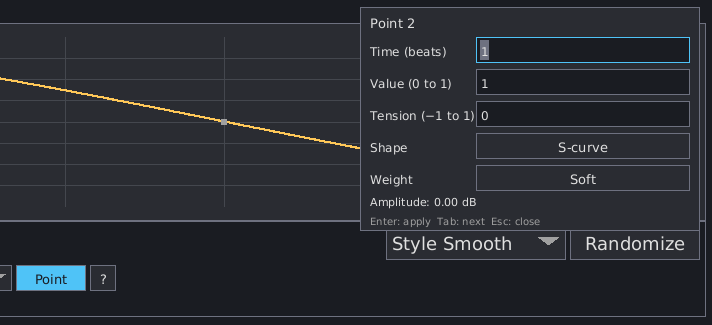 Point 2
Time (beats) 1
Value (0 to 1) 1
Tension (−1 to 1) 0
Shape S-curve
Weight Soft
Amplitude: 0.00 dB
Enter: apply  Tab: next  Esc: close
Style Smooth Randomize
Point ?